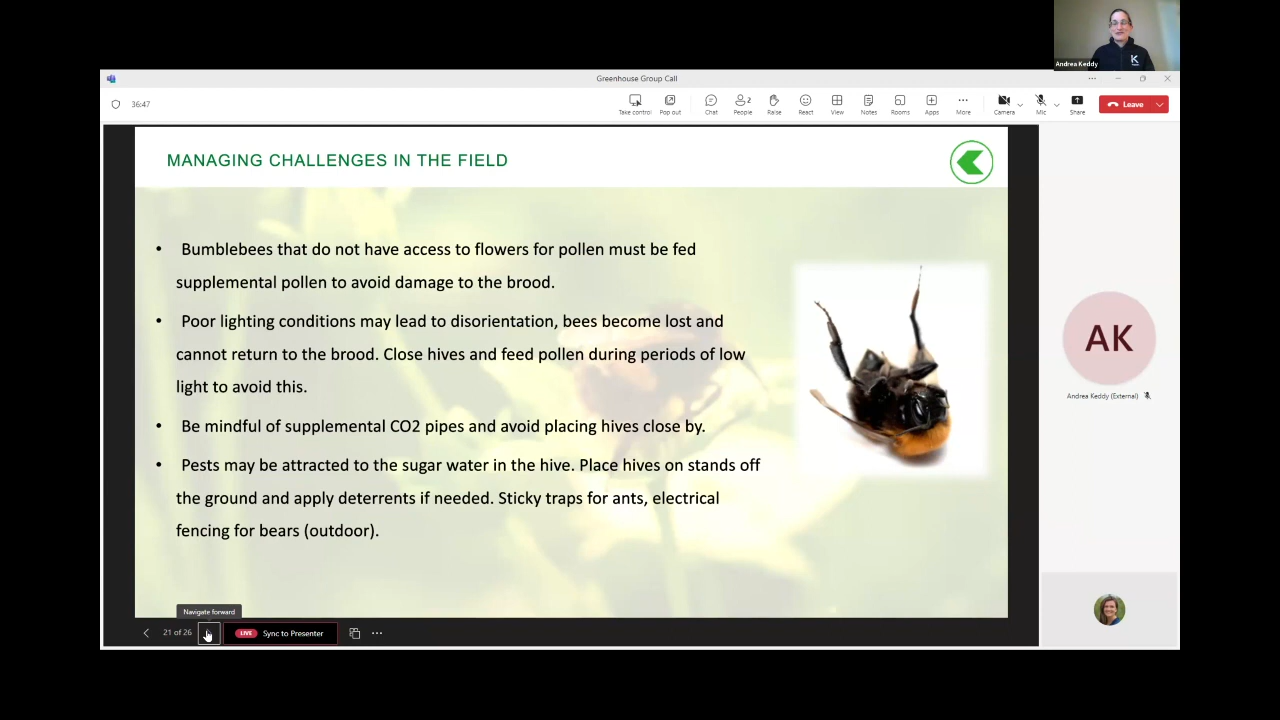 Andrea Keddy
K
Greenhouse Group Call
36:47
Take control
Pop out
Chat
2
People
Raise
React
View
Notes
Rooms
Apps
More
Camera
Mic
Share
Leave
MANAGING CHALLENGES IN THE FIELD
• Bumblebees that do not have access to flowers for pollen must be fed
supplemental pollen to avoid damage to the brood.
• Poor lighting conditions may lead to disorientation, bees become lost and
cannot return to the brood. Close hives and feed pollen during periods of low
light to avoid this.
• Be mindful of supplemental CO2 pipes and avoid placing hives close by.
• Pests may be attracted to the sugar water in the hive. Place hives on stands off
the ground and apply deterrents if needed. Sticky traps for ants, electrical
fencing for bears (outdoor).
AK
Andrea Keddy (External)
Navigate forward
21 of 26
LIVE Sync to Presenter